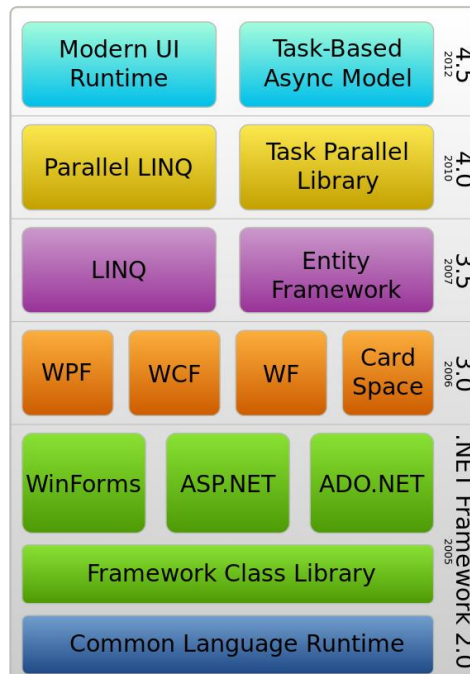 Modern UI
Runtime
Task-Based
Async Model
4.5
2012
Parallel LINQ
Task Parallel
Library
4.0
2010
LINQ
Entity
Framework
3.5
2007
WPF
WCF
WF
Card
Space
3.0
2006
WinForms
ASP.NET
ADO.NET
.NET Framework 2.0
2005
Framework Class Library
Common Language Runtime